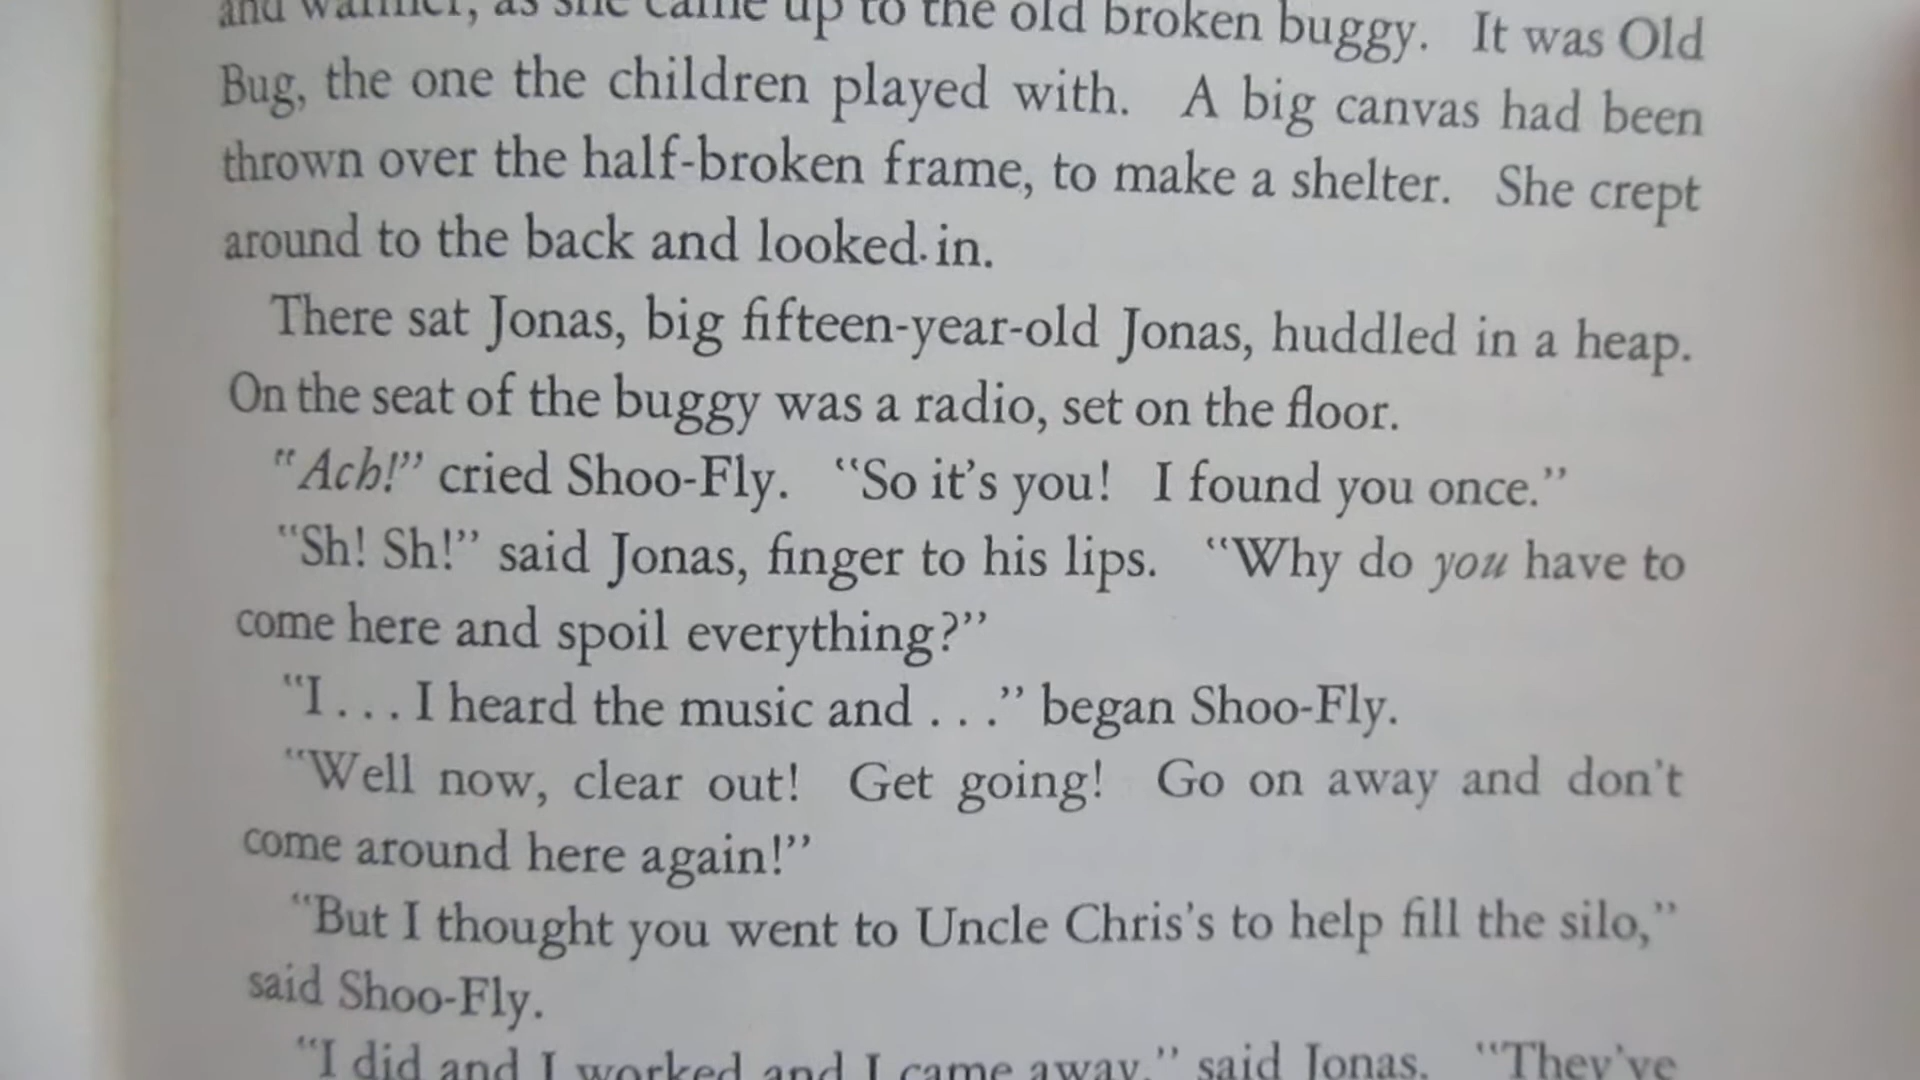 and warmer, as she came up to the old broken buggy. It was Old
Bug, the one the children played with. A big canvas had been
thrown over the half-broken frame, to make a shelter. She crept
around to the back and looked in.
There sat Jonas, big fifteen-year-old Jonas, huddled in a heap.
On the seat of the buggy was a radio, set on the floor.
"Ach!" cried Shoo-Fly. "So it's you! I found you once."
"Sh! Sh!" said Jonas, finger to his lips. "Why do you have to
come here and spoil everything?"
"I . . . I heard the music and . . ." began Shoo-Fly.
"Well now, clear out! Get going! Go on away and don't
come around here again!"
"But I thought you went to Uncle Chris's to help fill the silo,"
said Shoo-Fly.
"I did and I worked and I came away," said Jonas. "They've